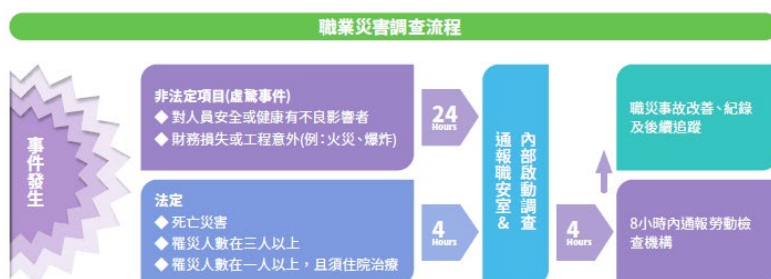 職業災害調查流程
事件發生
非法定項目(虛驚事件)
◆ 對人員安全或健康有不良影響者
◆ 財務損失或工程意外(例：火災、爆炸)
24
Hours
法定
◆ 死亡災害
◆ 罹災人數在三人以上
◆ 罹災人數在一人以上，且須住院治療
4
Hours
內部啟動調查
通報職安室&
4
Hours
職災事故改善、紀錄
及後續追蹤
8小時內通報勞動檢
查機構